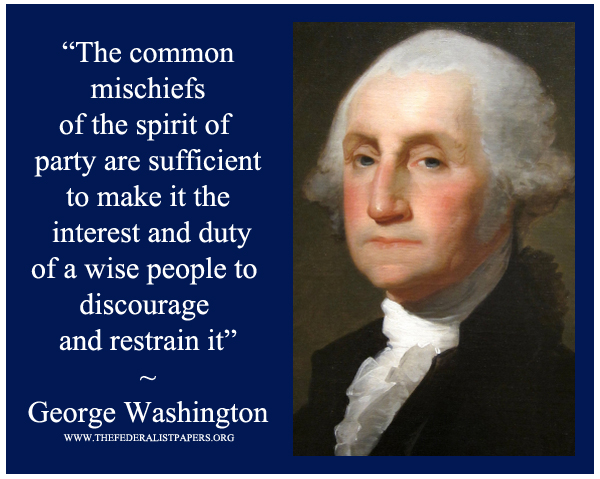 “The common
mischiefs
of the spirit of
party are sufficient
to make it the
interest and duty
of a wise people to
discourage
and restrain it”
~
George Washington
WWW.THEFEDERALISTPAPERS.ORG